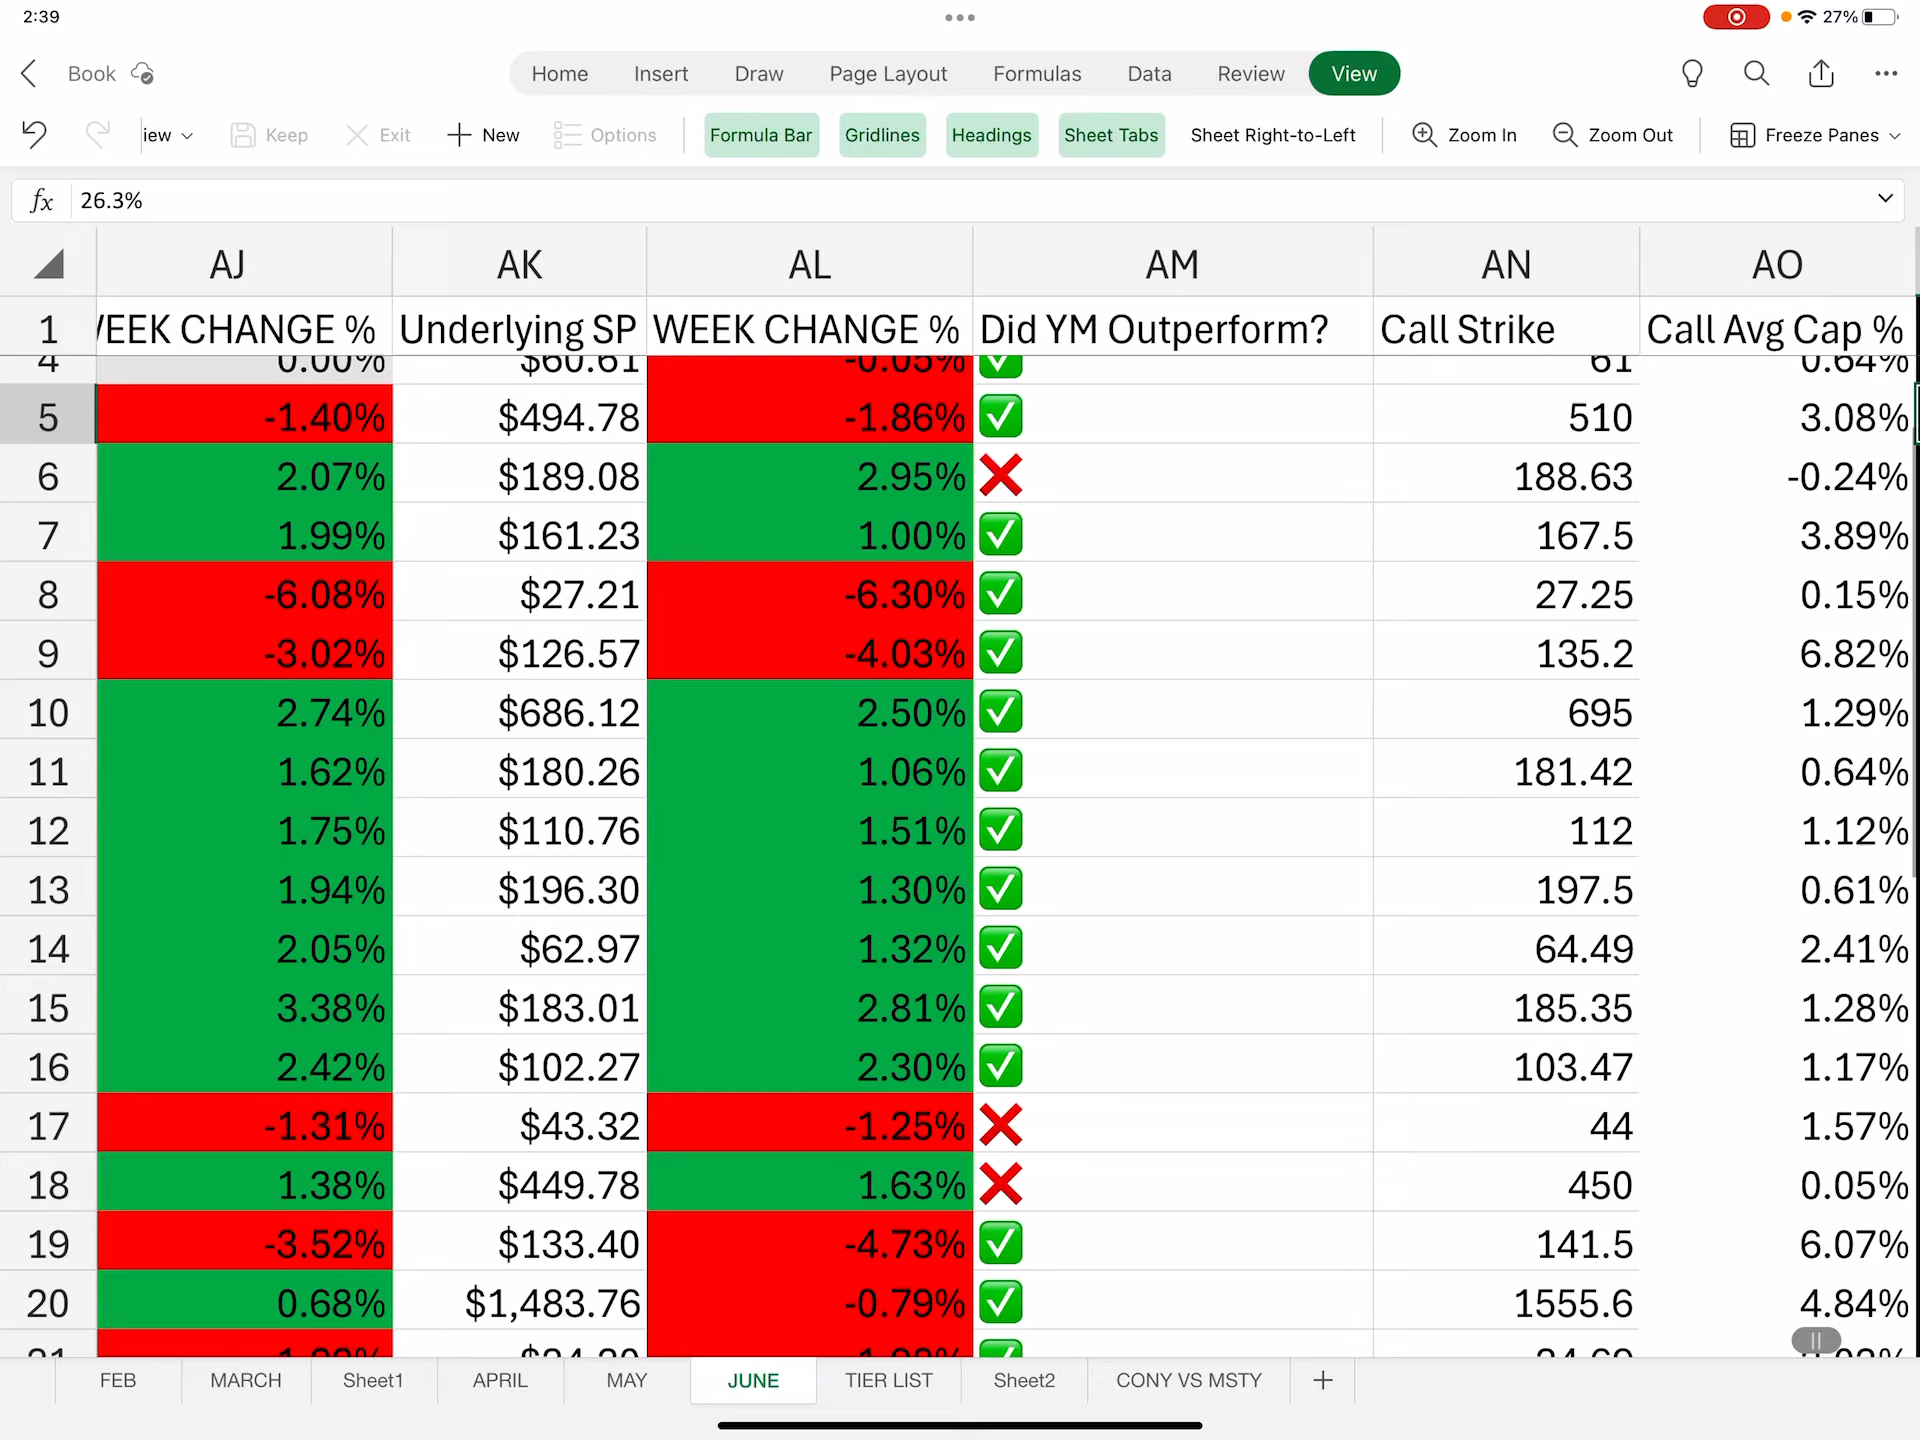 2:39
27%
Book
Home Insert Draw Page Layout Formulas Data Review View
iew Keep Exit New Options Formula Bar Gridlines Headings Sheet Tabs Sheet Right-to-Left Zoom In Zoom Out Freeze Panes
fx 26.3%
AJ AK AL AM AN AO
1 /EEK CHANGE % Underlying SP WEEK CHANGE % Did YM Outperform? Call Strike Call Avg Cap %
4 0.00% $60.61 -0.05% 61 0.64%
5 -1.40% $494.78 -1.86% 510 3.08%
6 2.07% $189.08 2.95% 188.63 -0.24%
7 1.99% $161.23 1.00% 167.5 3.89%
8 -6.08% $27.21 -6.30% 27.25 0.15%
9 -3.02% $126.57 -4.03% 135.2 6.82%
10 2.74% $686.12 2.50% 695 1.29%
11 1.62% $180.26 1.06% 181.42 0.64%
12 1.75% $110.76 1.51% 112 1.12%
13 1.94% $196.30 1.30% 197.5 0.61%
14 2.05% $62.97 1.32% 64.49 2.41%
15 3.38% $183.01 2.81% 185.35 1.28%
16 2.42% $102.27 2.30% 103.47 1.17%
17 -1.31% $43.32 -1.25% 44 1.57%
18 1.38% $449.78 1.63% 450 0.05%
19 -3.52% $133.40 -4.73% 141.5 6.07%
20 0.68% $1,483.76 -0.79% 1555.6 4.84%
21
FEB MARCH Sheet1 APRIL MAY JUNE TIER LIST Sheet2 CONY VS MSTY